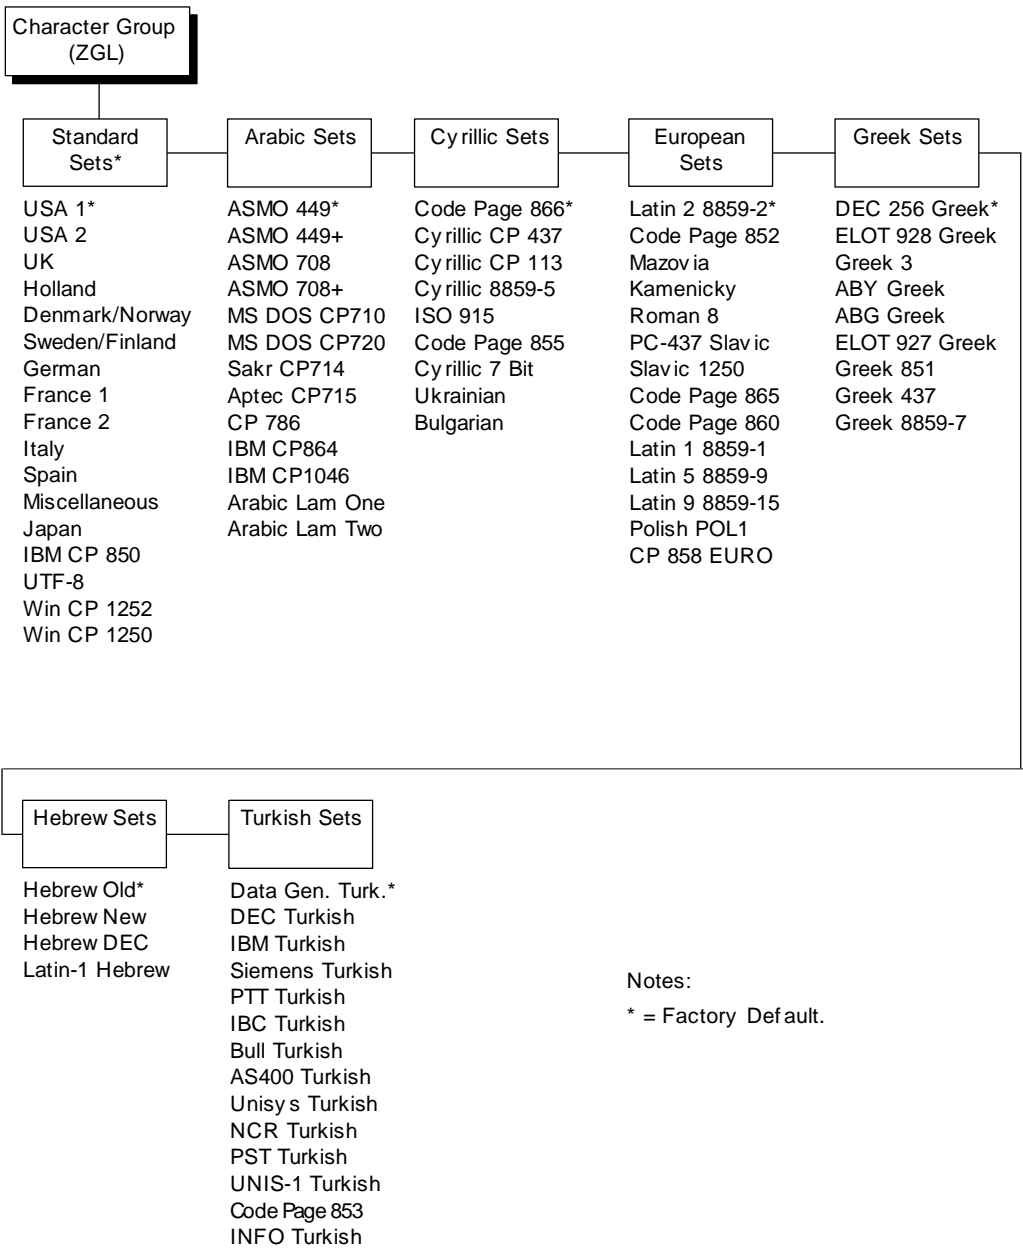 Character Group
(ZGL)
Standard
Sets*
USA 1*
USA 2
UK
Holland
Denmark/Norway
Sweden/Finland
German
France 1
France 2
Italy
Spain
Miscellaneous
Japan
IBM CP 850
UTF-8
Win CP 1252
Win CP 1250
Arabic Sets
ASMO 449*
ASMO 449+
ASMO 708
ASMO 708+
MS DOS CP710
MS DOS CP720
Sakr CP714
Aptec CP715
CP 786
IBM CP864
IBM CP1046
Arabic Lam One
Arabic Lam Two
Cyrillic Sets
Code Page 866*
Cyrillic CP 437
Cyrillic CP 113
Cyrillic 8859-5
ISO 915
Code Page 855
Cyrillic 7 Bit
Ukrainian
Bulgarian
European
Sets
Latin 2 8859-2*
Code Page 852
Mazovia
Kamenicky
Roman 8
PC-437 Slavic
Slavic 1250
Code Page 865
Code Page 860
Latin 1 8859-1
Latin 5 8859-9
Latin 9 8859-15
Polish POL1
CP 858 EURO
Greek Sets
DEC 256 Greek*
ELOT 928 Greek
Greek 3
ABY Greek
ABG Greek
ELOT 927 Greek
Greek 851
Greek 437
Greek 8859-7
Hebrew Sets
Hebrew Old*
Hebrew New
Hebrew DEC
Latin-1 Hebrew
Turkish Sets
Data Gen. Turk.*
DEC Turkish
IBM Turkish
Siemens Turkish
PTT Turkish
IBC Turkish
Bull Turkish
AS400 Turkish
Unisys Turkish
NCR Turkish
PST Turkish
UNIS-1 Turkish
Code Page 853
INFO Turkish
Notes:
* = Factory Default.